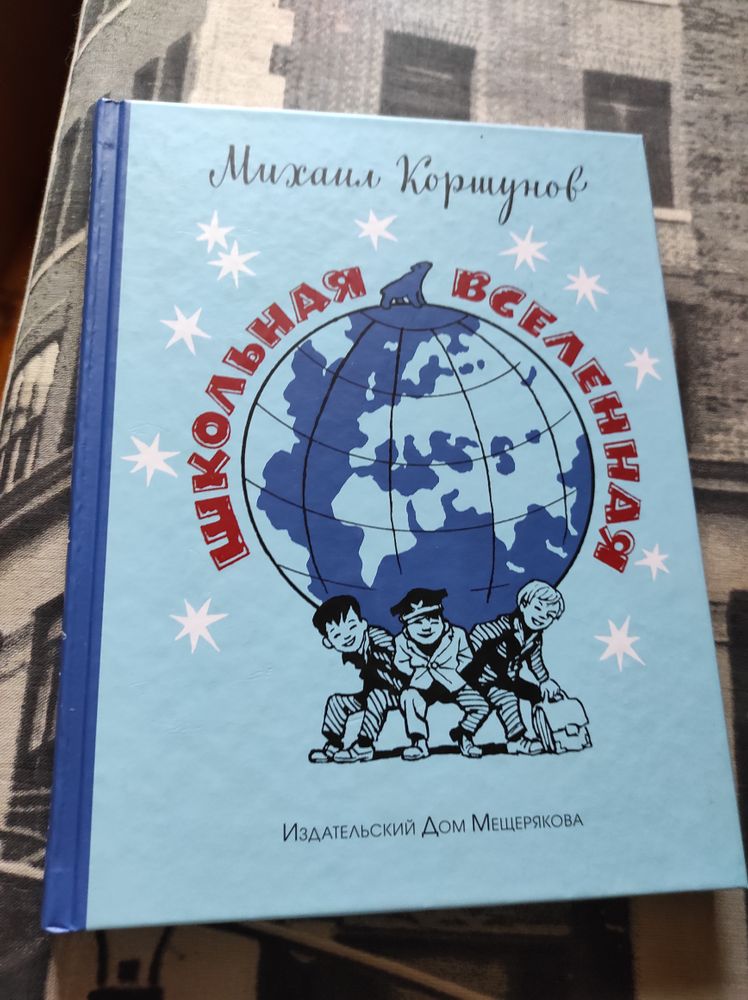 Михаил Коршунов
ШКОЛЬНАЯ ВСЕЛЕННАЯ
Издательский Дом Мещерякова